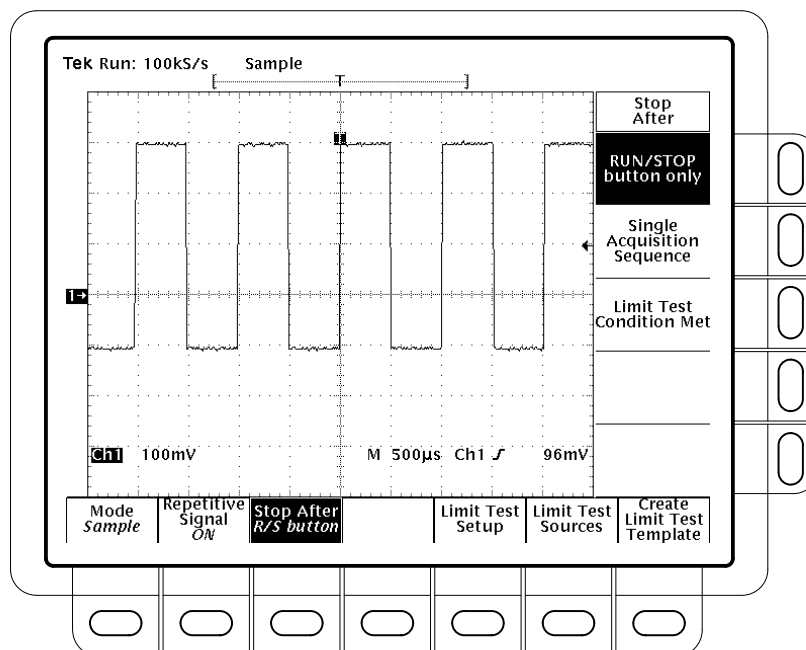 Tek Run: 100kS/s Sample
[ T ]
Stop
After
T
RUN/STOP
button only
Single
Acquisition
Sequence
1→
Limit Test
Condition Met
Ch1 100mV M 500µs Ch1 96mV
Mode
Sample
Repetitive
Signal
ON
Stop After
R/S button
Limit Test
Setup
Limit Test
Sources
Create
Limit Test
Template